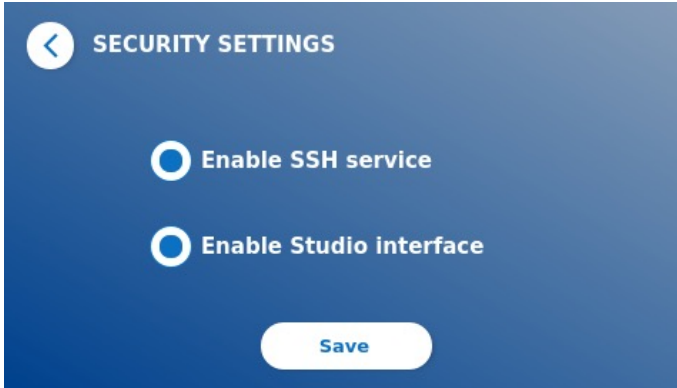 SECURITY SETTINGS
Enable SSH service
Enable Studio interface
Save